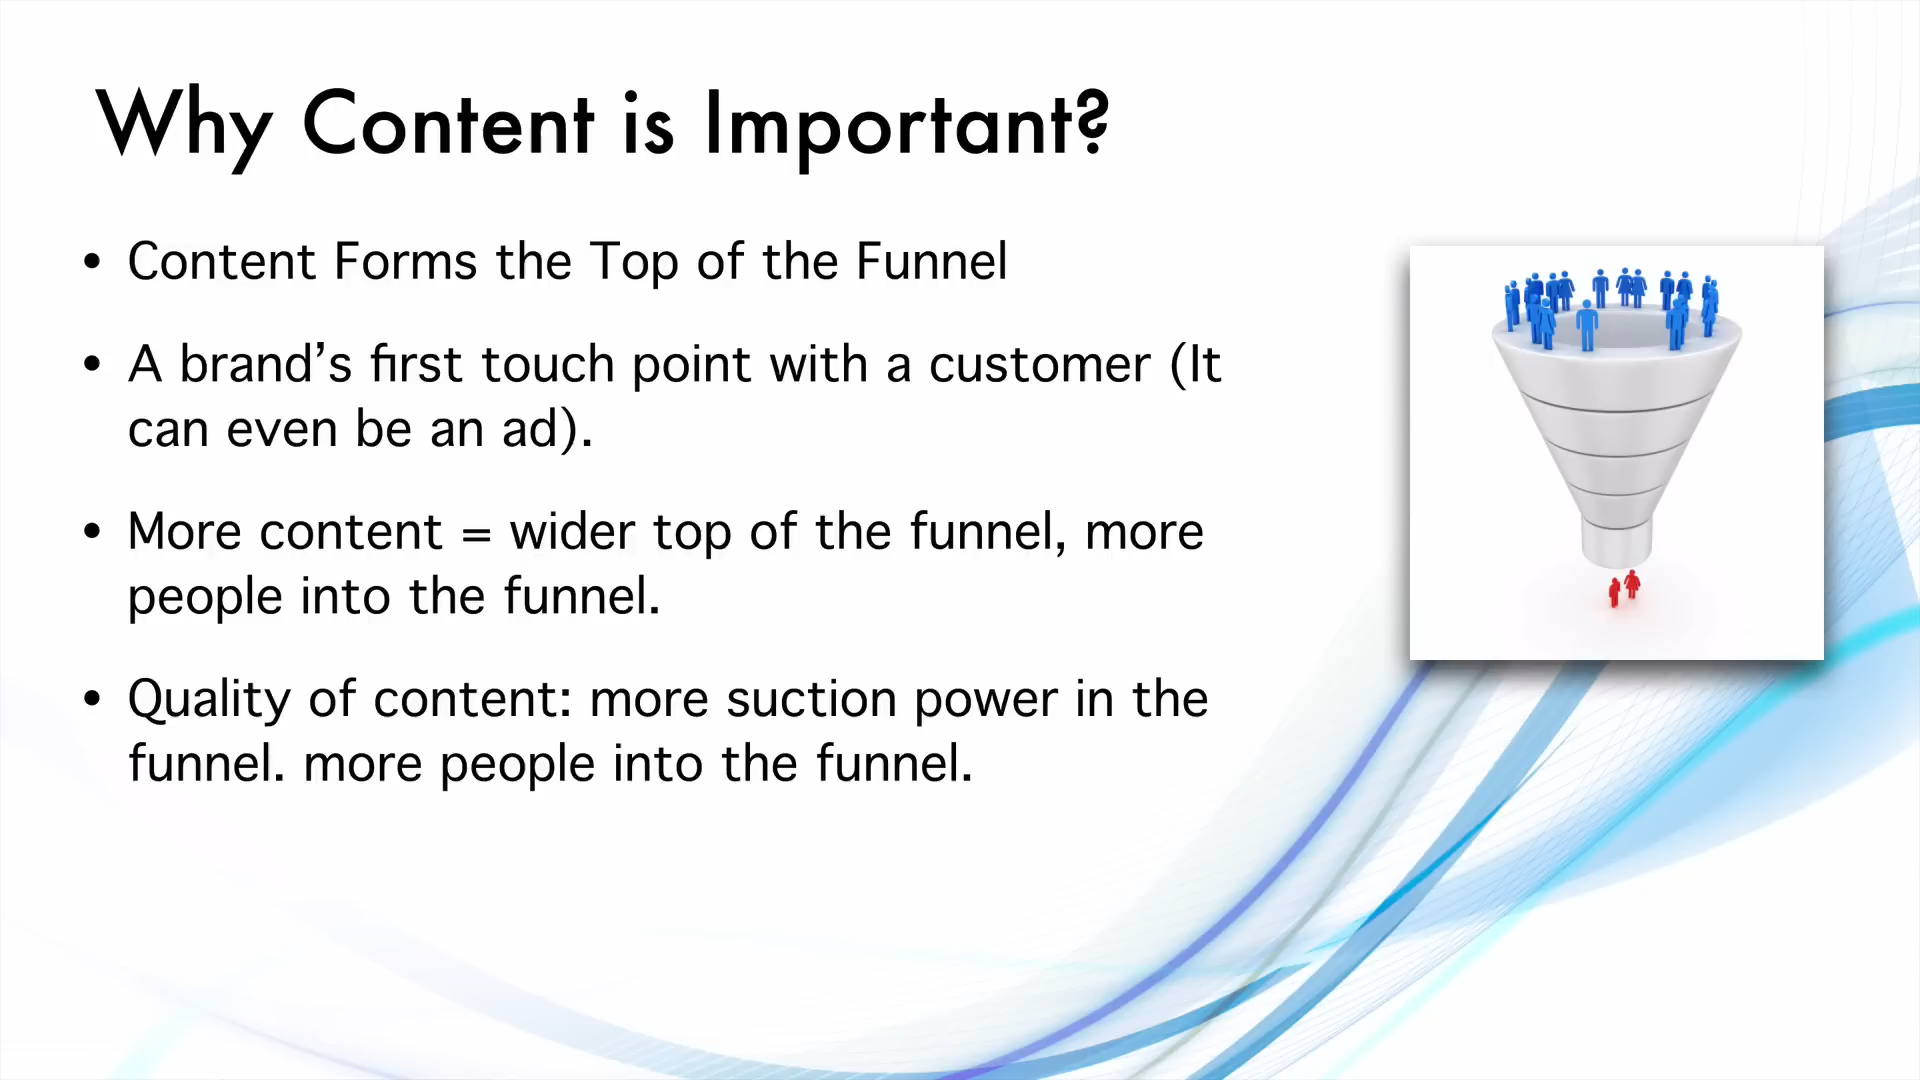 Why Content is Important?
• Content Forms the Top of the Funnel
• A brand’s first touch point with a customer (It
can even be an ad).
• More content = wider top of the funnel, more
people into the funnel.
• Quality of content: more suction power in the
funnel. more people into the funnel.